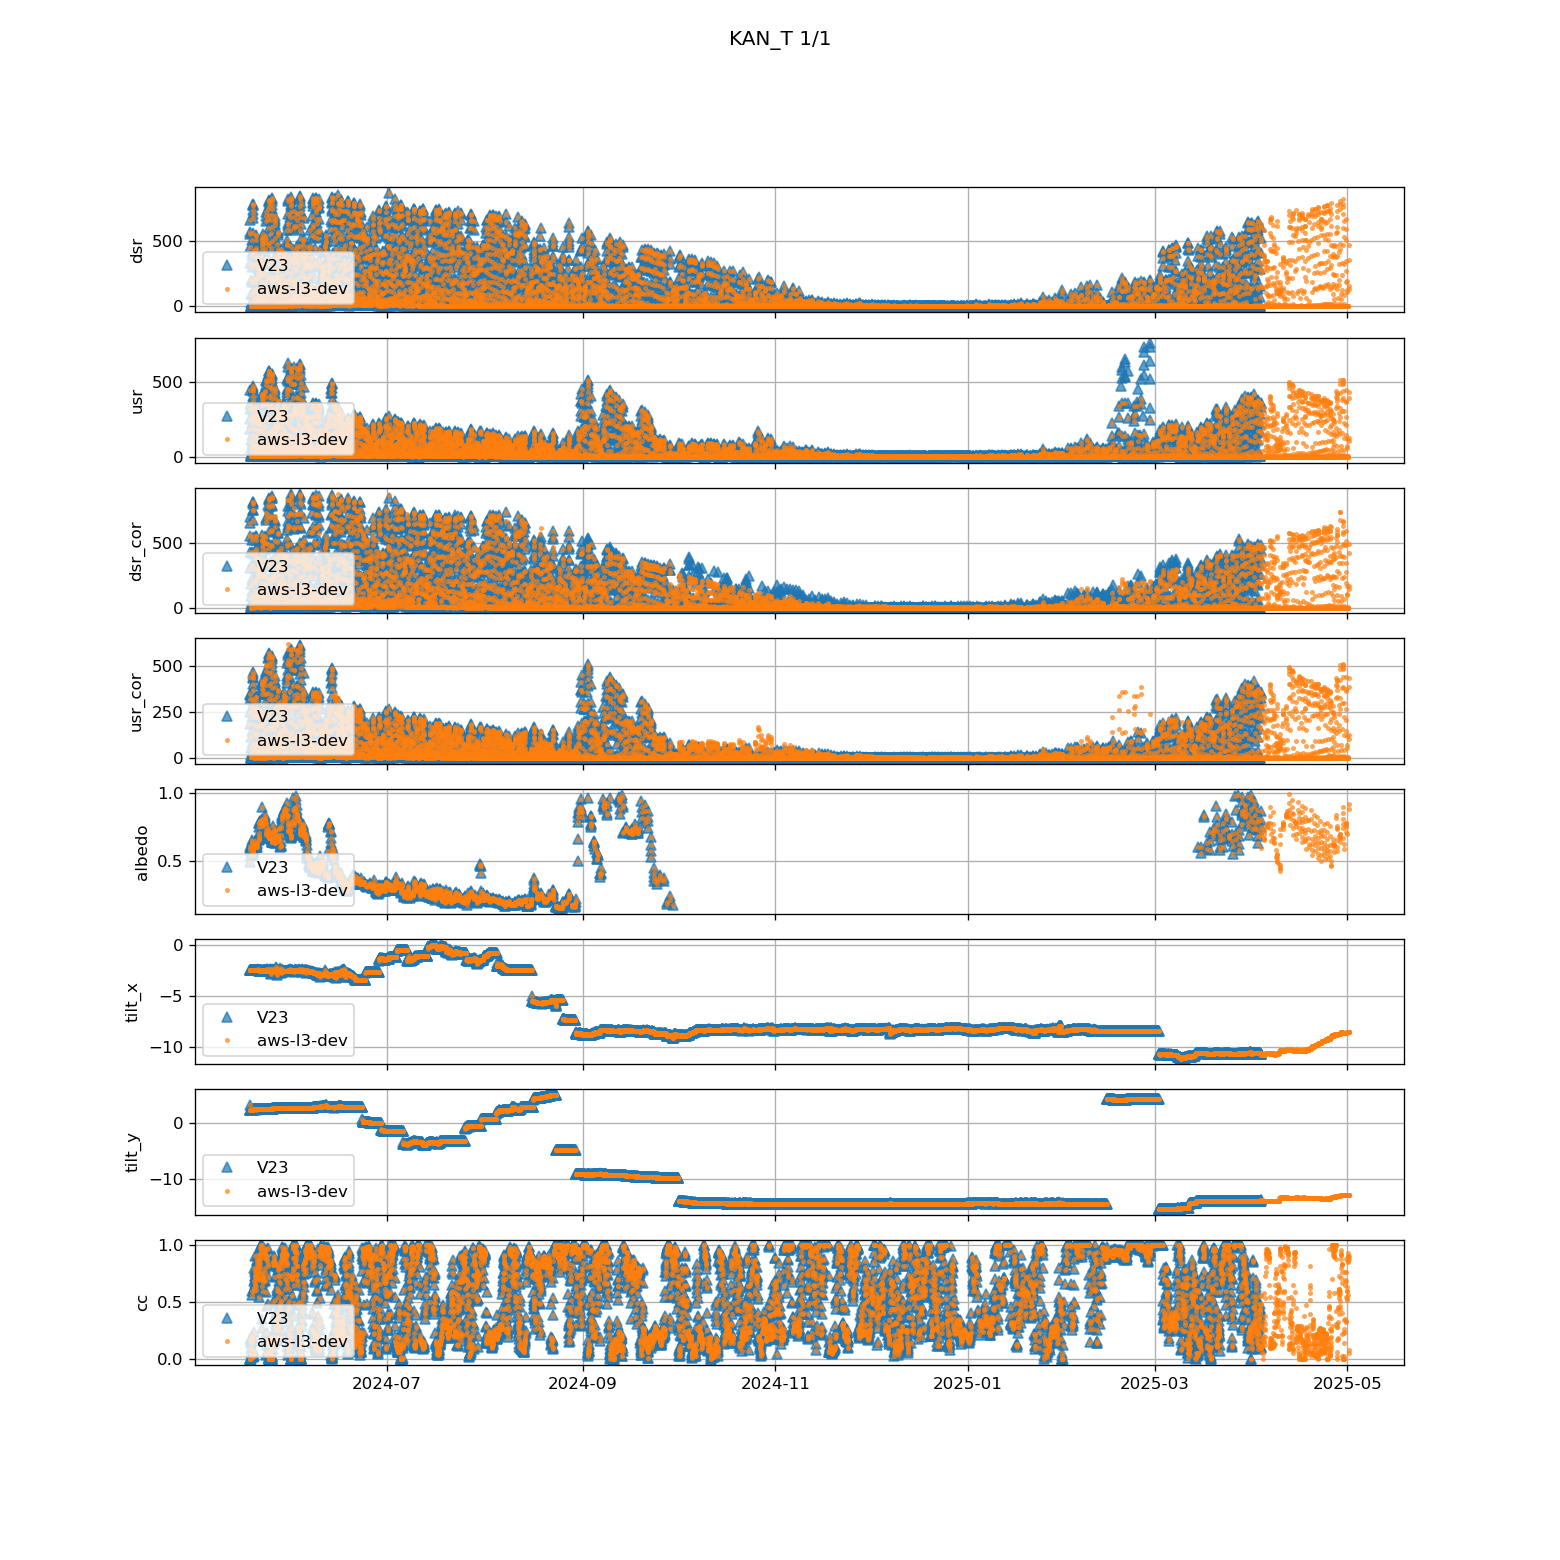 KAN_T 1/1
dsr
500
0
V23
aws-l3-dev
usr
500
0
V23
aws-l3-dev
dsr_cor
500
0
V23
aws-l3-dev
usr_cor
500
250
0
V23
aws-l3-dev
albedo
1.0
0.5
V23
aws-l3-dev
tilt_x
0
−5
−10
V23
aws-l3-dev
tilt_y
0
−10
V23
aws-l3-dev
cc
1.0
0.5
0.0
V23
aws-l3-dev
2024-07 2024-09 2024-11 2025-01 2025-03 2025-05